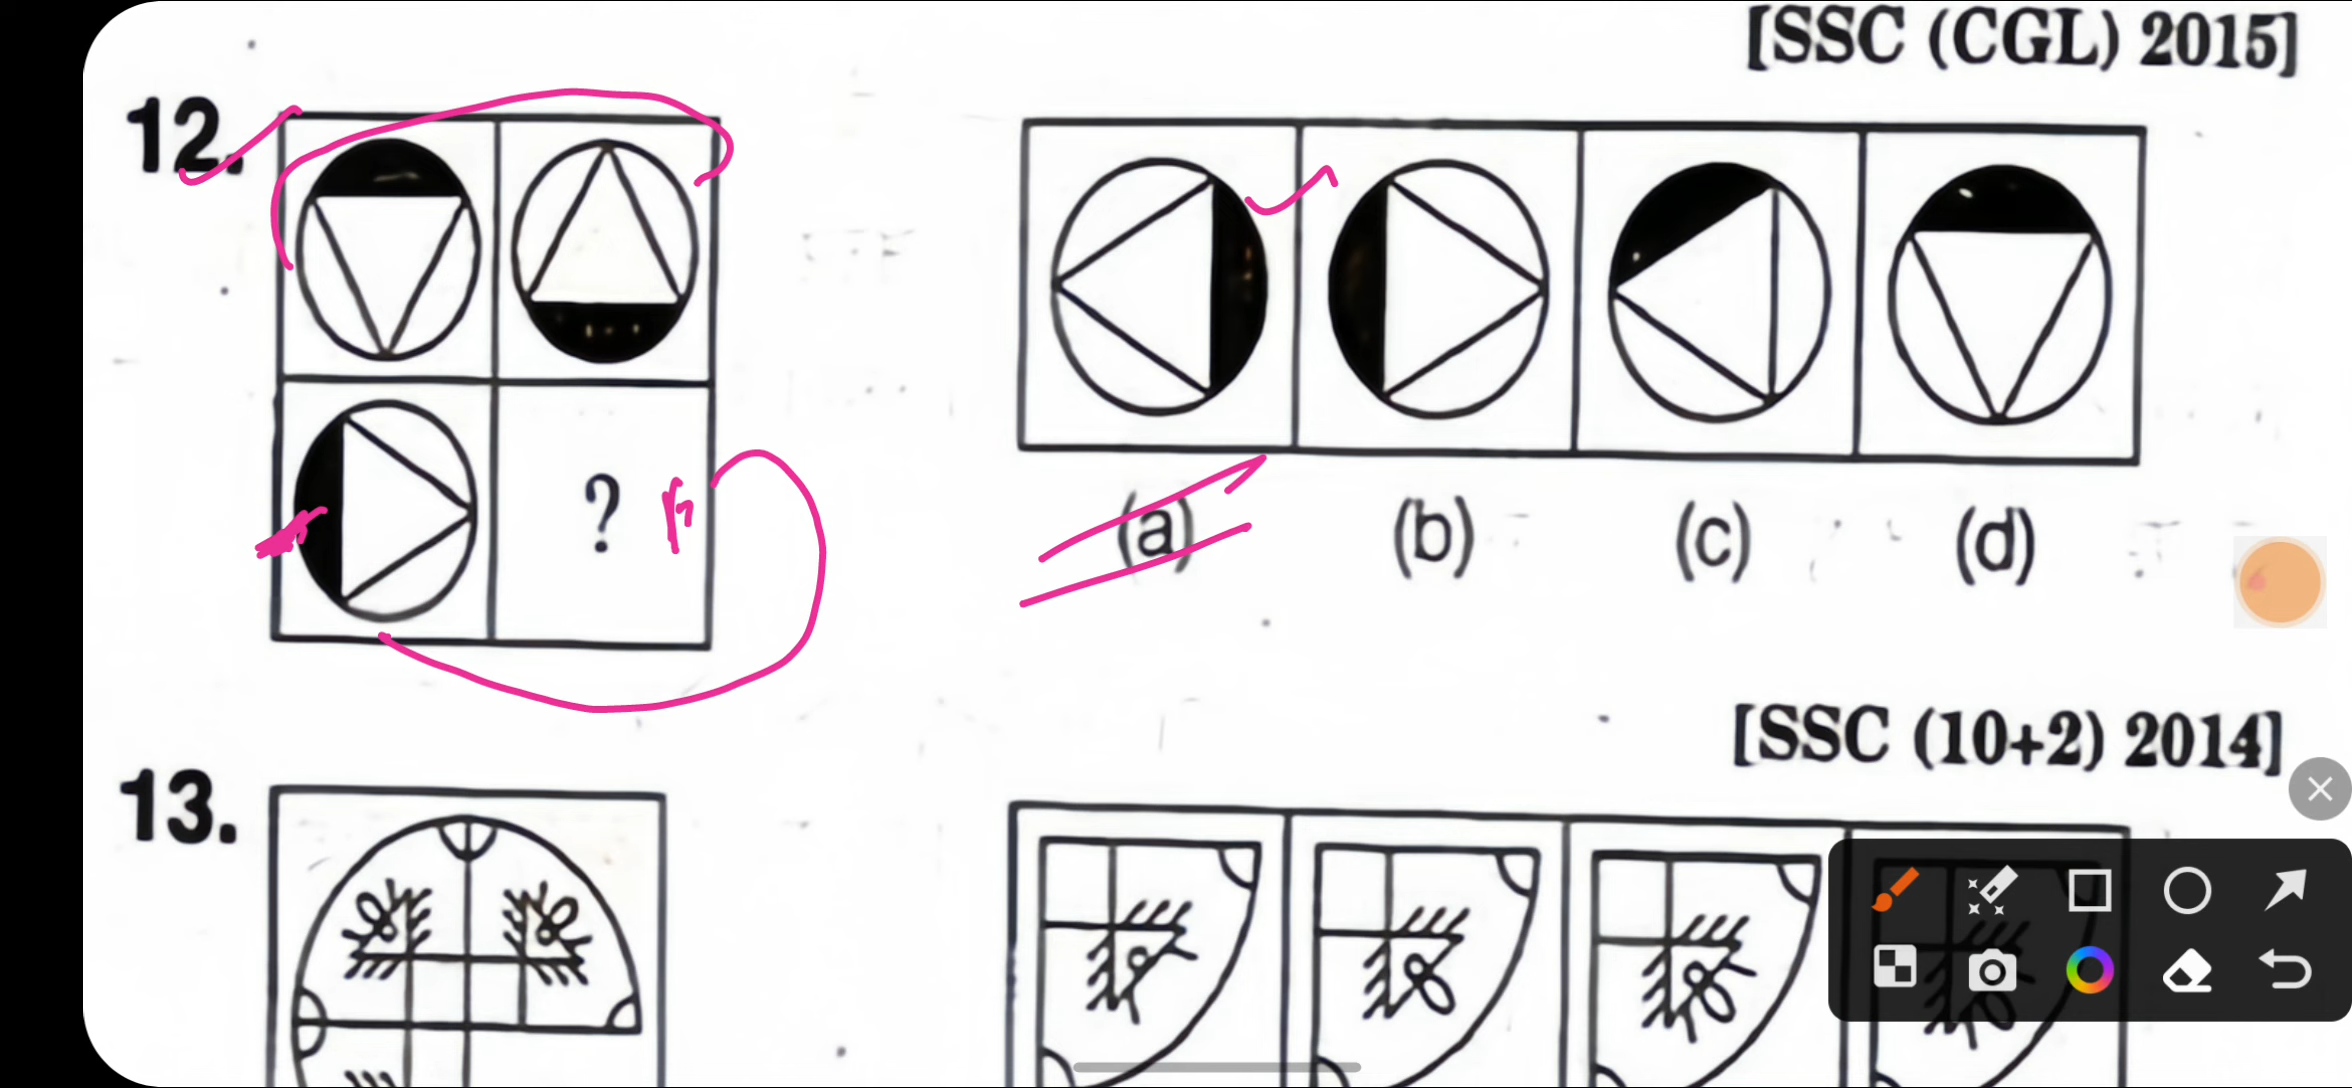 [SSC (CGL) 2015]
12.
?
(a) (b) (c) (d)
[SSC (10+2) 2014]
13.